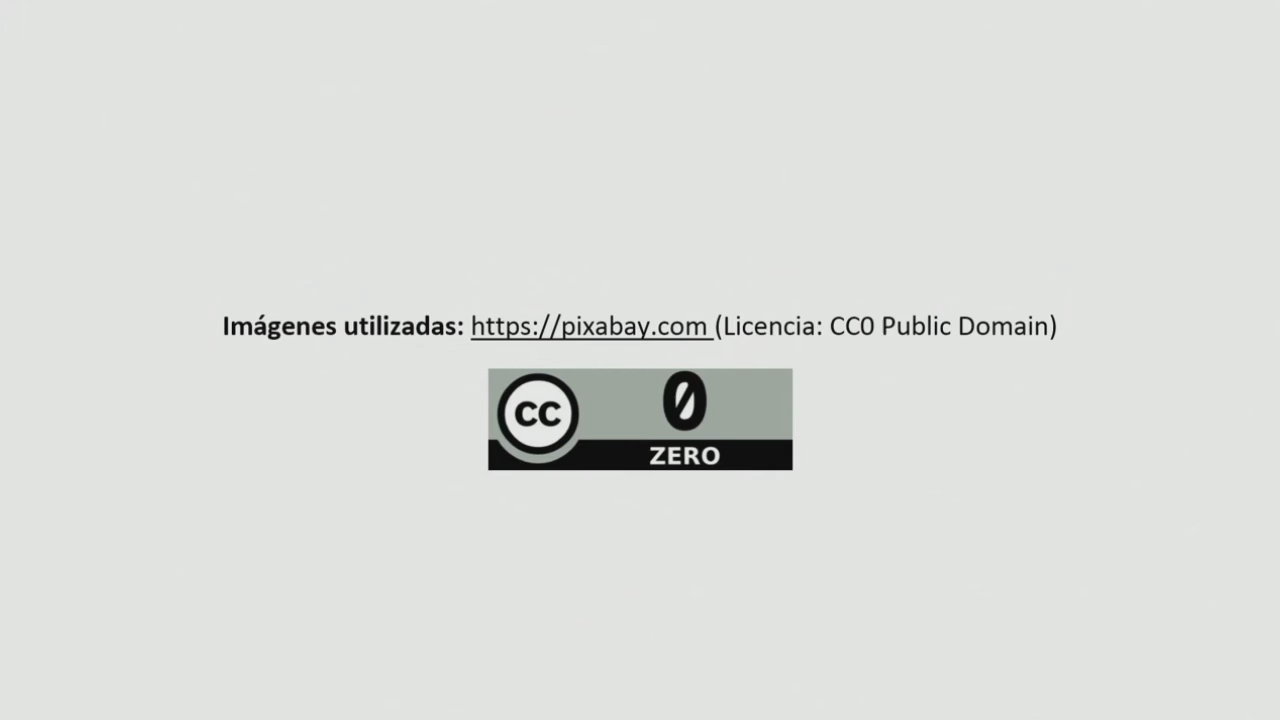 Imágenes utilizadas: https://pixabay.com (Licencia: CC0 Public Domain)
cc 0
ZERO